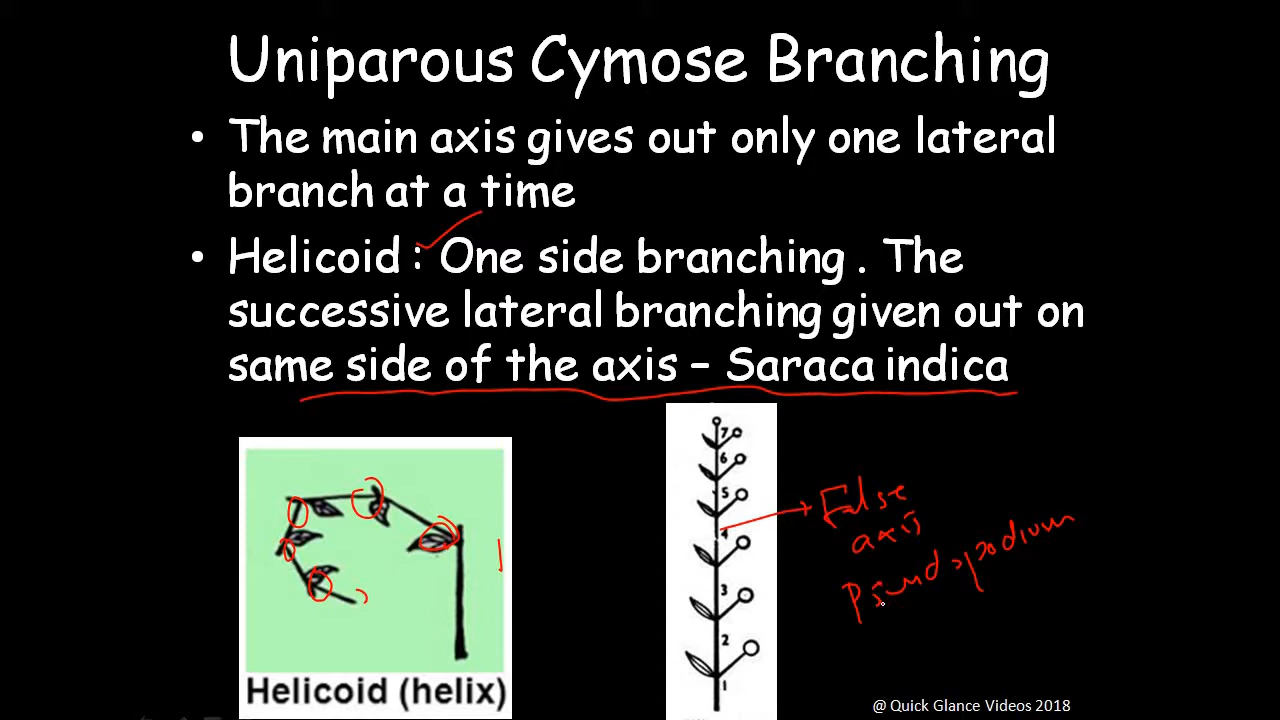 Uniparous Cymose Branching
• The main axis gives out only one lateral
branch at a time
• Helicoid : One side branching . The
successive lateral branching given out on
same side of the axis – Saraca indica
Helicoid (helix)
7
6
5
4
3
2
1
False
axis
@ Quick Glance Videos 2018